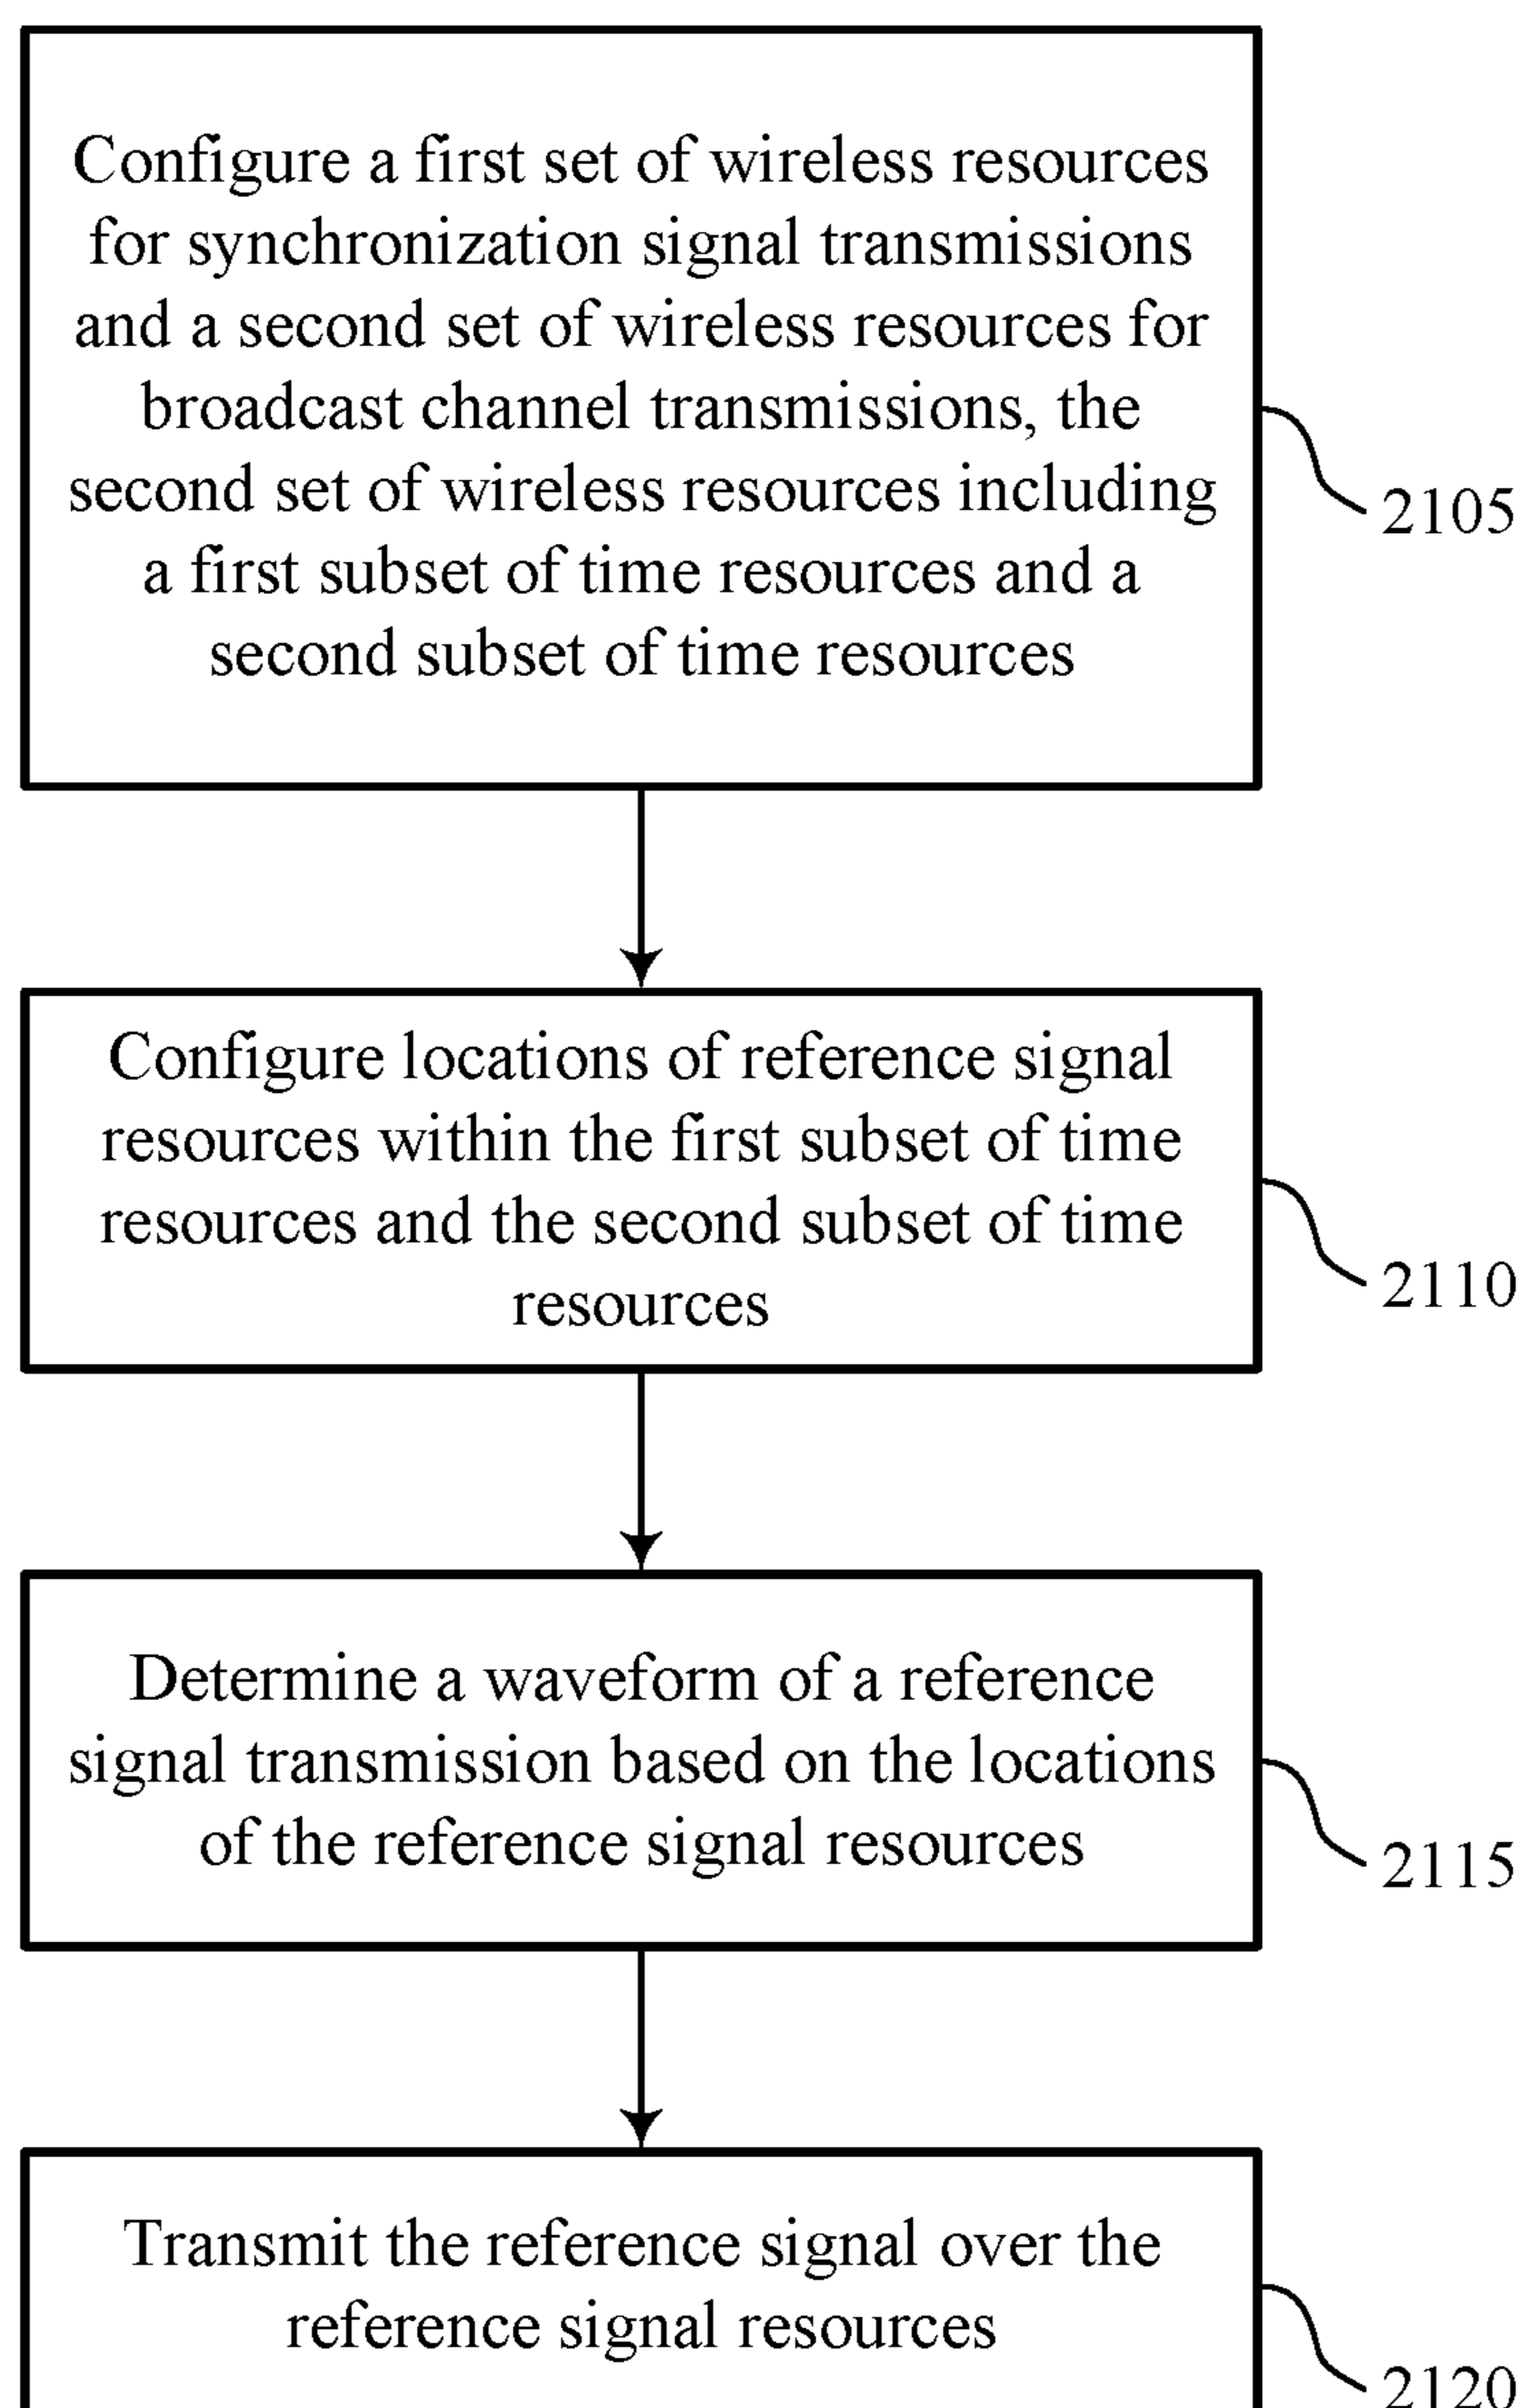 Configure a first set of wireless resources
for synchronization signal transmissions
and a second set of wireless resources for
broadcast channel transmissions, the
second set of wireless resources including
a first subset of time resources and a
second subset of time resources
2105
Configure locations of reference signal
resources within the first subset of time
resources and the second subset of time
resources
2110
Determine a waveform of a reference
signal transmission based on the locations
of the reference signal resources
2115
Transmit the reference signal over the
reference signal resources
2120